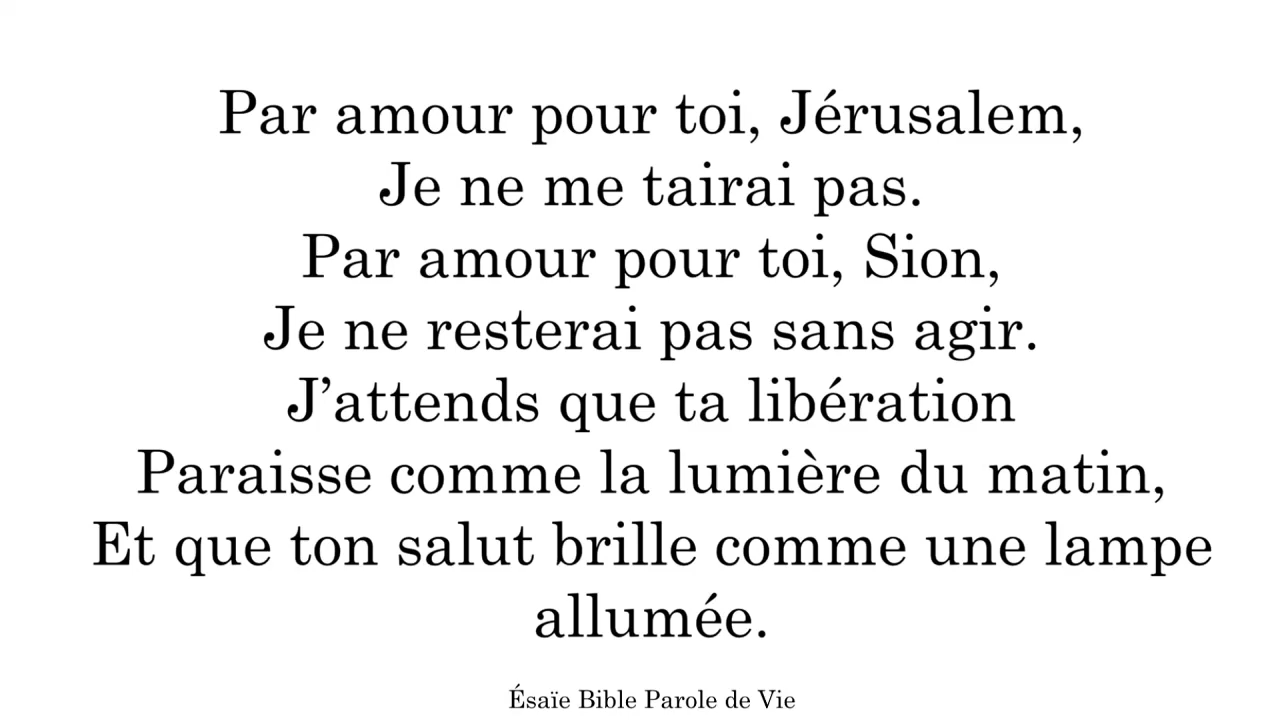 Par amour pour toi, Jérusalem,
Je ne me tairai pas.
Par amour pour toi, Sion,
Je ne resterai pas sans agir.
J’attends que ta libération
Paraisse comme la lumière du matin,
Et que ton salut brille comme une lampe
allumée.
Ésaïe Bible Parole de Vie